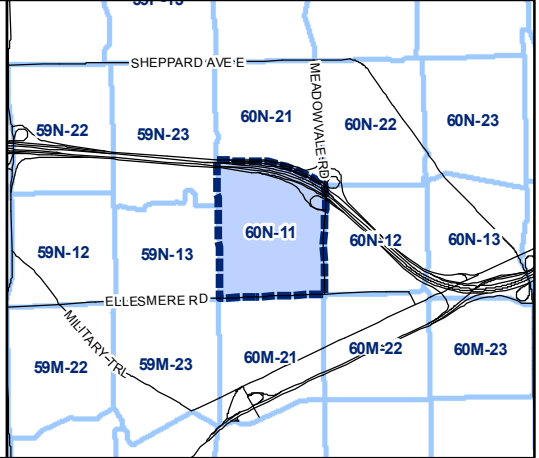 SHEPPARD AVE E
MEADOWVALE RD
60N-21
60N-22
60N-23
59N-22
59N-23
60N-11
60N-12
60N-13
59N-12
59N-13
ELLESMERE RD
MILITARY TRL
59M-22
59M-23
60M-21
60M-22
60M-23